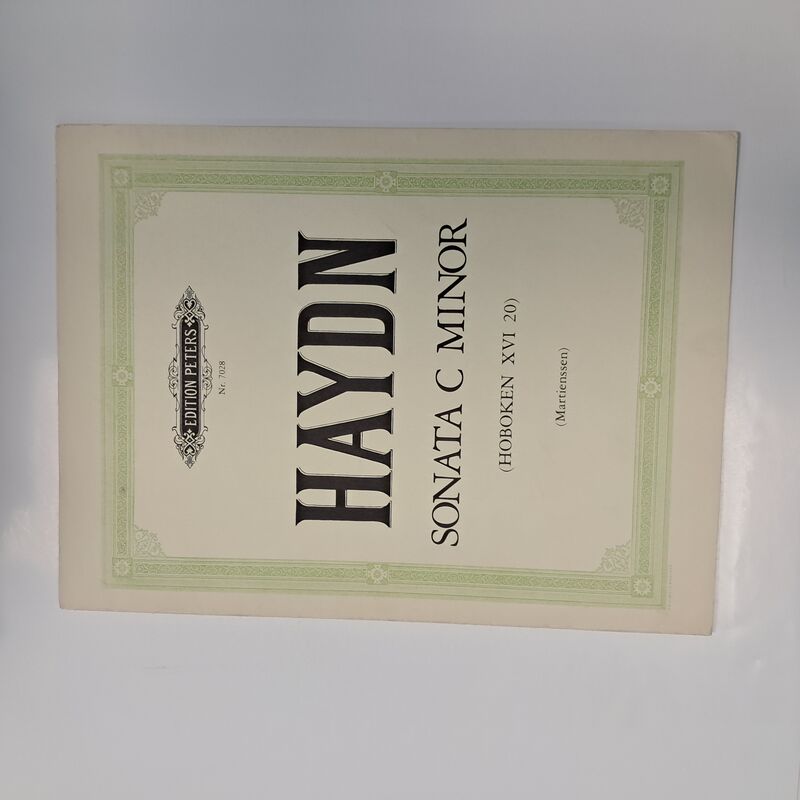 EDITION PETERS
Nr. 7028
HAYDN
SONATA C MINOR
(HOBOKEN XVI 20)
(Martienssen)